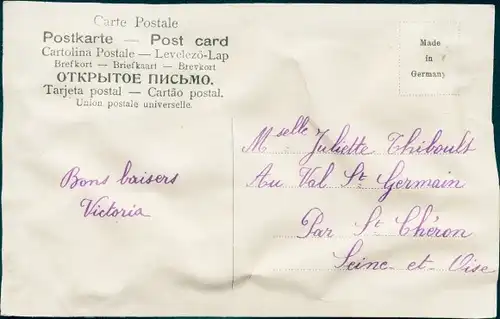 Carte Postale
Postkarte — Post card
Cartolina Postale — Levelező-Lap
Brefkort — Briefkaart — Brevkort
ОТКРЫТОЕ ПИСЬМО.
Tarjeta postal — Cartão postal.
Union postale universelle.
Made
in
Germany
Bons baisers
Victoria
Mselle Juliette Thiboult
Au Val St Germain
Par St Chéron
Seine et Oise